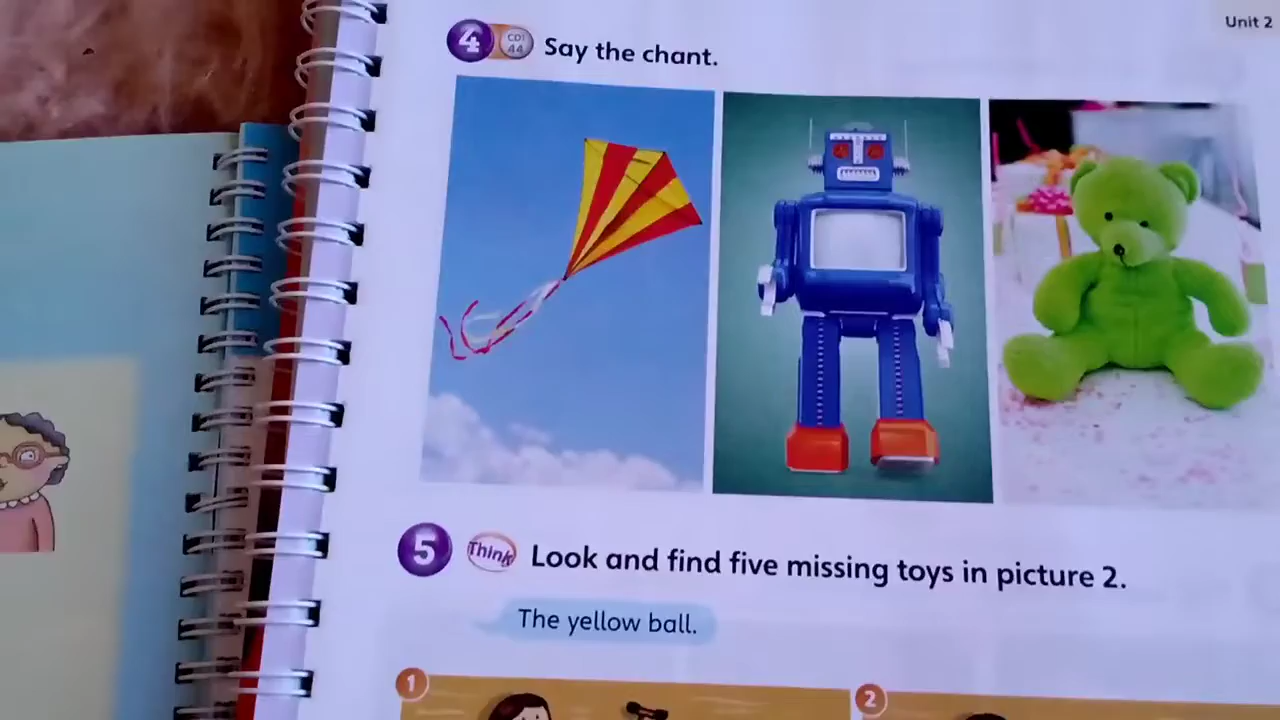 Unit 2
4 CD1 44 Say the chant.
5 Think Look and find five missing toys in picture 2.
The yellow ball.
1
2